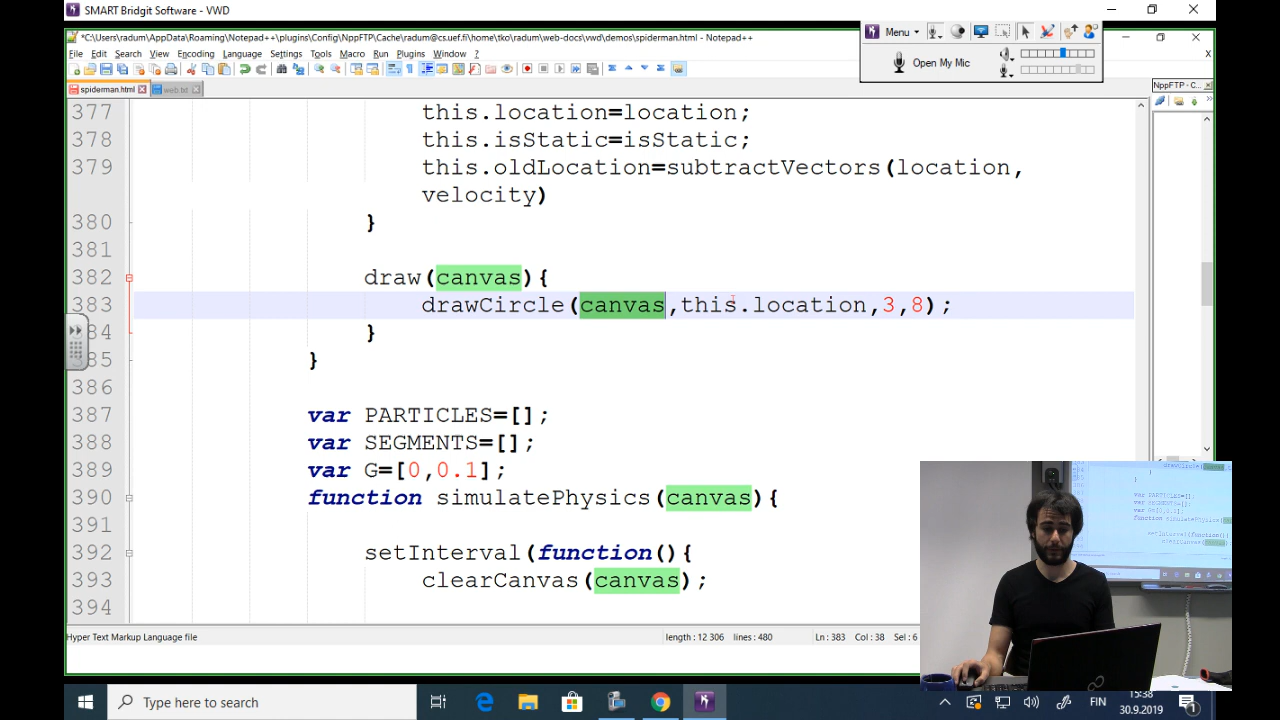 SMART Bridgit Software - VWD
*C:\Users\radum\AppData\Roaming\Notepad++\plugins\Config\NppFTP\Cache\radum@cs.uef.fi\home\tko\radum\web-docs\vwd\demos\spiderman.html - Notepad++
File Edit Search View Encoding Language Settings Tools Macro Run Plugins Window ?
Menu
Open My Mic
spiderman.html
web.txt
NppFTP - C...
377 this.location=location;
378 this.isStatic=isStatic;
379 this.oldLocation=subtractVectors(location,
velocity)
380 }
381
382 draw(canvas){
383 drawCircle(canvas,this.location,3,8);
384 }
385 }
386
387 var PARTICLES=[];
388 var SEGMENTS=[];
389 var G=[0,0.1];
390 function simulatePhysics(canvas){
391
392 setInterval(function(){
393 clearCanvas(canvas);
394
Hyper Text Markup Language file
length : 12 306 lines : 480
Ln : 383 Col : 38 Sel : 6
Type here to search
FIN
15:38
30.9.2019
1